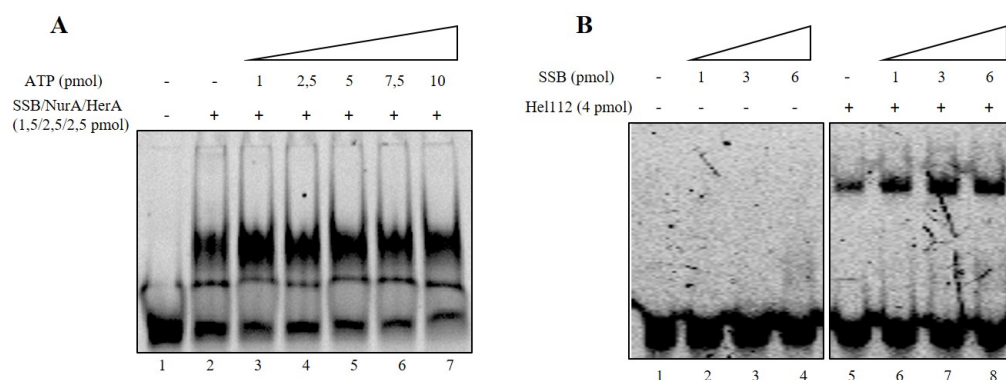 A
ATP (pmol) - - 1 2,5 5 7,5 10
SSB/NurA/HerA
(1,5/2,5/2,5 pmol) - + + + + + +
1 2 3 4 5 6 7
B
SSB (pmol) - 1 3 6 - 1 3 6
Hel112 (4 pmol) - - - - + + + +
1 2 3 4 5 6 7 8